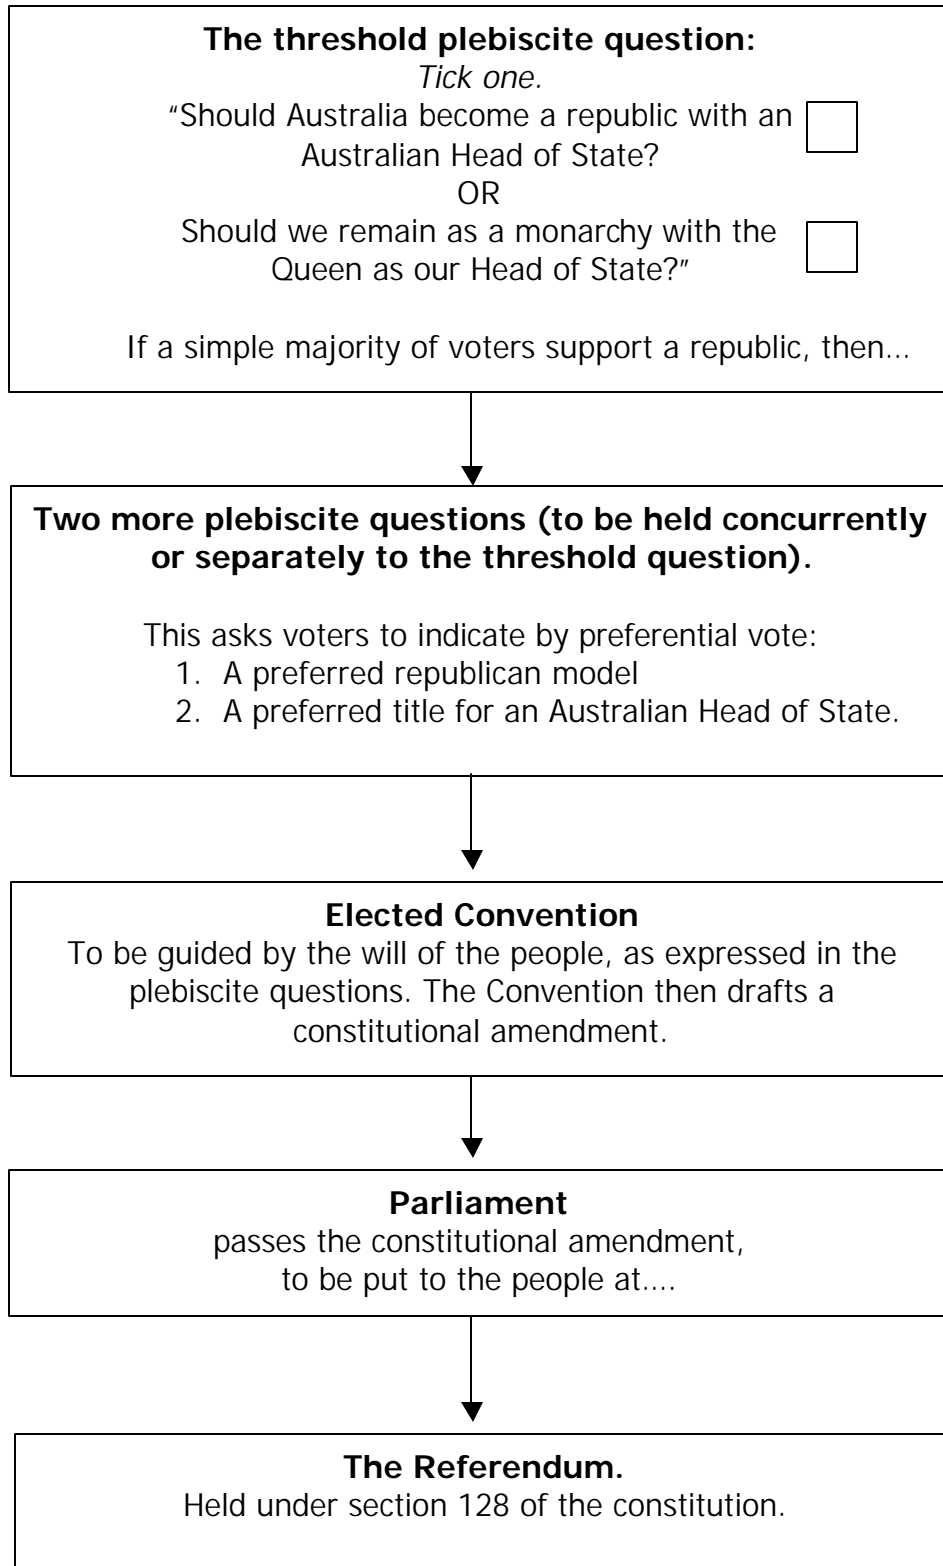 The threshold plebiscite question:
Tick one.
"Should Australia become a republic with an
Australian Head of State?
OR
Should we remain as a monarchy with the
Queen as our Head of State?"
If a simple majority of voters support a republic, then...
Two more plebiscite questions (to be held concurrently
or separately to the threshold question).
This asks voters to indicate by preferential vote:
1. A preferred republican model
2. A preferred title for an Australian Head of State.
Elected Convention
To be guided by the will of the people, as expressed in the
plebiscite questions. The Convention then drafts a
constitutional amendment.
Parliament
passes the constitutional amendment,
to be put to the people at....
The Referendum.
Held under section 128 of the constitution.